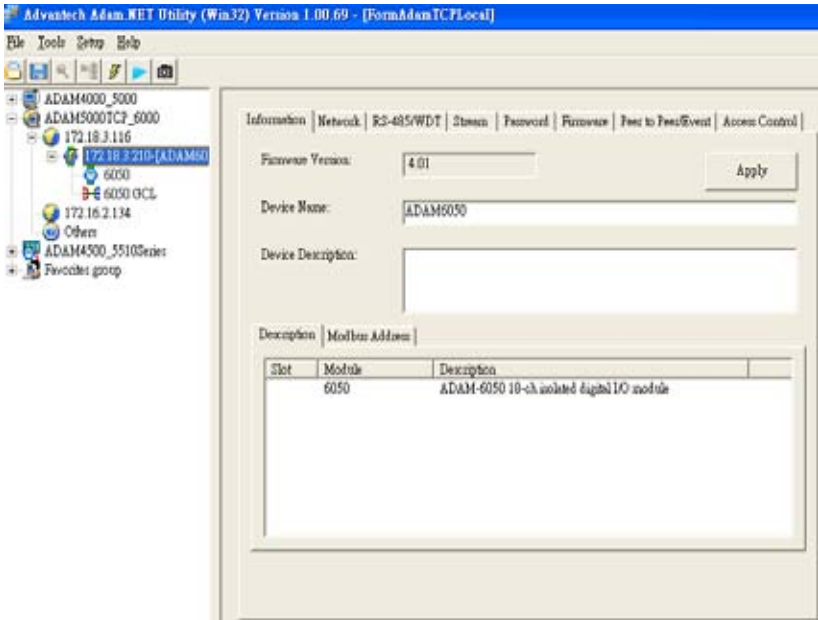 Advantech Adam.NET Utility (Win32) Version 1.00.69 - [FormAdamTCPLocal]
File Tools Setup Help
ADAM4000_5000
ADAM5000TCP_6000
172.18.3.116
172.18.3.210-[ADAM60
6050
6050 GCL
172.16.2.134
Others
ADAM4500_5510Series
Favorites group
Information Network RS-485/WDT Stream Password Firmware Peer to Peer/Event Access Control
Firmware Version: 4.01 Apply
Device Name: ADAM6050
Device Description:
Description Modbus Address
Slot Module Description
6050 ADAM-6050 18-ch isolated digital I/O module